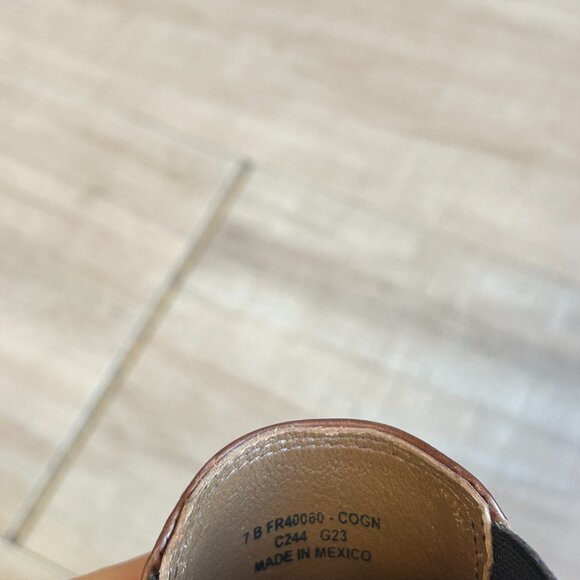 7 B FR40060 - COGN
C244 G23
MADE IN MEXICO